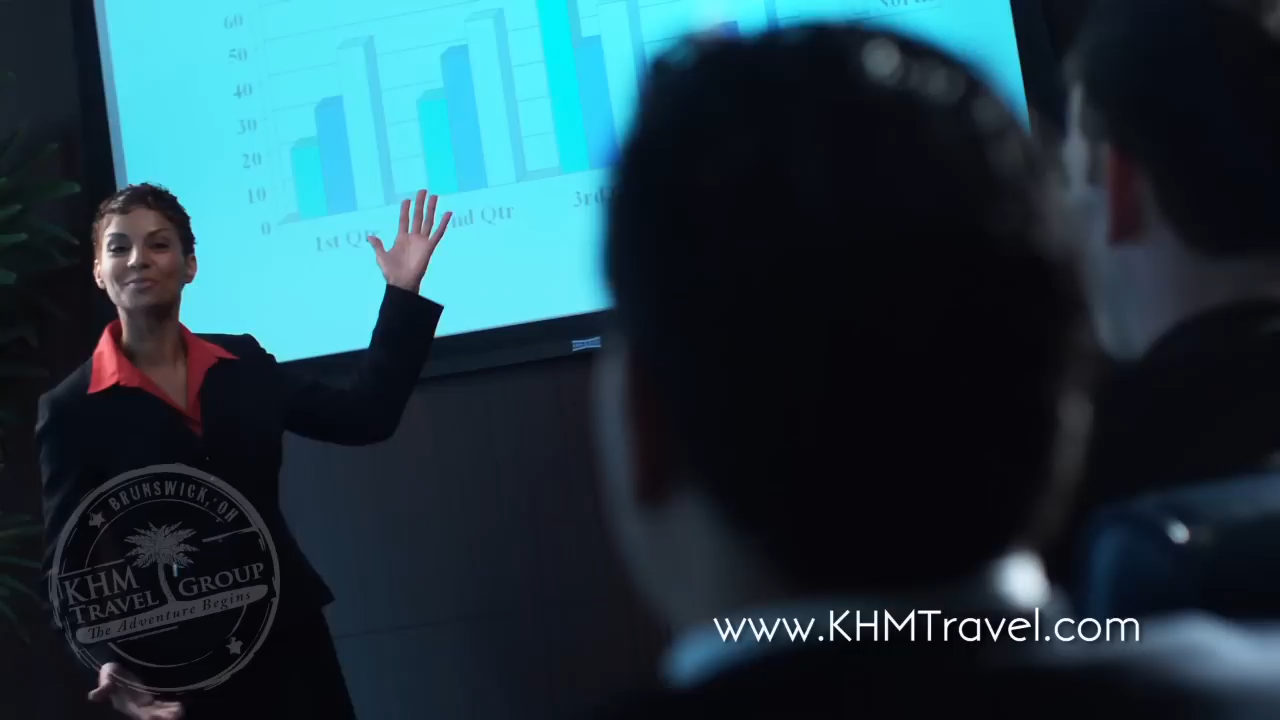 60
50
40
30
20
10
0
1st Qtr
nd Qtr
3rd
BRUNSWICK, OH
KHM
TRAVEL GROUP
The Adventure Begins
www.KHMTravel.com